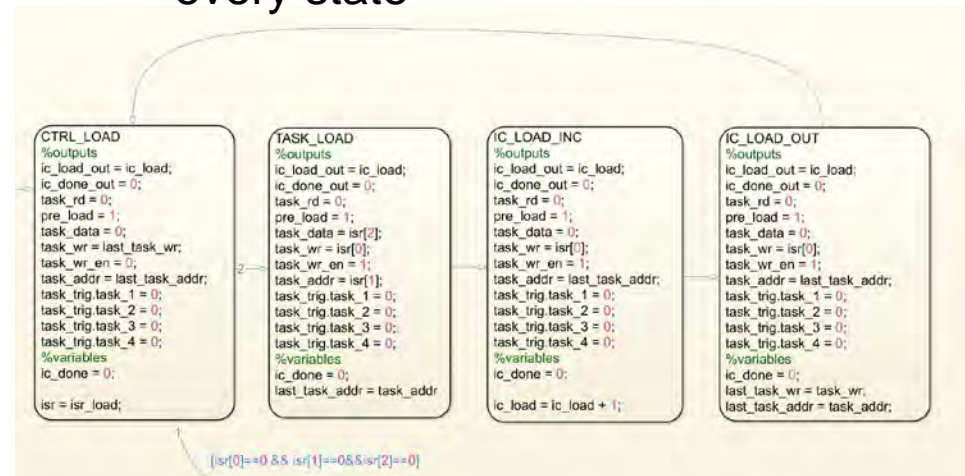 every state
CTRL_LOAD
%outputs
ic_load_out = ic_load;
ic_done_out = 0;
task_rd = 0;
pre_load = 1;
task_data = 0;
task_wr = last_task_wr;
task_wr_en = 0;
task_addr = last_task_addr;
task_trig.task_1 = 0;
task_trig.task_2 = 0;
task_trig.task_3 = 0;
task_trig.task_4 = 0;
%variables
ic_done = 0;
isr = isr_load;
2
TASK_LOAD
%outputs
ic_load_out = ic_load;
ic_done_out = 0;
task_rd = 0;
pre_load = 1;
task_data = isr[2];
task_wr = isr[0];
task_wr_en = 1;
task_addr = isr[1];
task_trig.task_1 = 0;
task_trig.task_2 = 0;
task_trig.task_3 = 0;
task_trig.task_4 = 0;
%variables
ic_done = 0;
last_task_addr = task_addr
IC_LOAD_INC
%outputs
ic_load_out = ic_load;
ic_done_out = 0;
task_rd = 0;
pre_load = 1;
task_data = 0;
task_wr = isr[0];
task_wr_en = 1;
task_addr = last_task_addr;
task_trig.task_1 = 0;
task_trig.task_2 = 0;
task_trig.task_3 = 0;
task_trig.task_4 = 0;
%variables
ic_done = 0;
ic_load = ic_load + 1;
IC_LOAD_OUT
%outputs
ic_load_out = ic_load;
ic_done_out = 0;
task_rd = 0;
pre_load = 1;
task_data = 0;
task_wr = isr[0];
task_wr_en = 1;
task_addr = last_task_addr;
task_trig.task_1 = 0;
task_trig.task_2 = 0;
task_trig.task_3 = 0;
task_trig.task_4 = 0;
%variables
ic_done = 0;
last_task_wr = task_wr;
last_task_addr = task_addr;
[isr[0]==0 && isr[1]==0&&isr[2]==0]